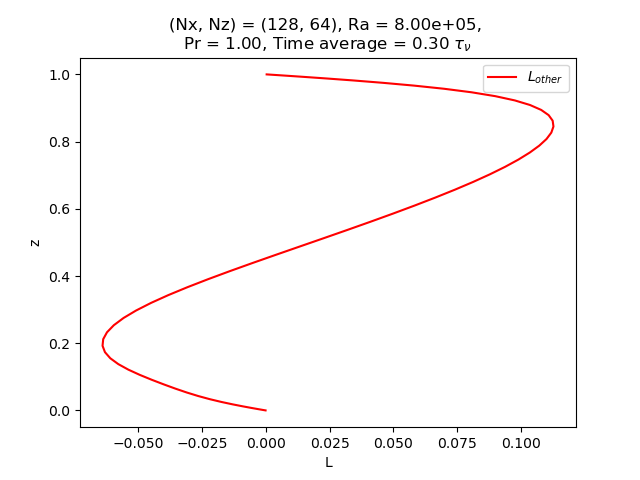 (Nx, Nz) = (128, 64), Ra = 8.00e+05,
Pr = 1.00, Time average = 0.30 τ_ν
L_other
1.0
0.8
0.6
0.4
0.2
0.0
z
−0.050 −0.025 0.000 0.025 0.050 0.075 0.100
L